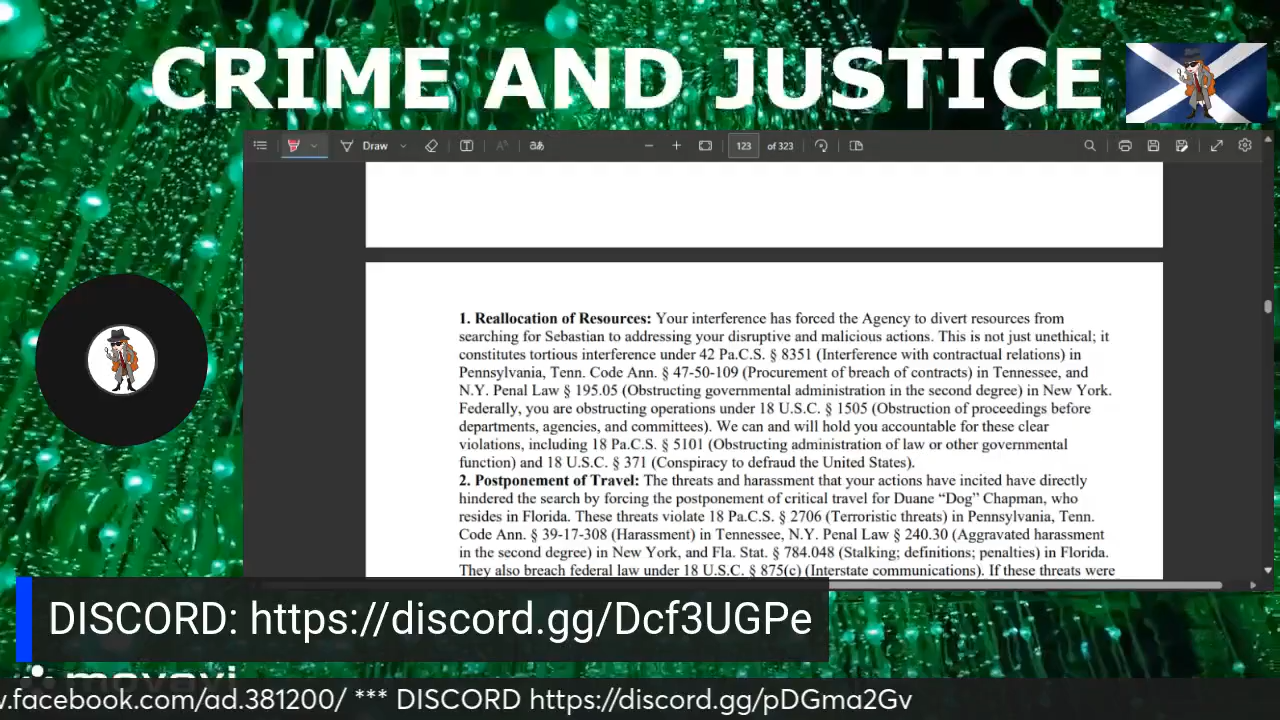 CRIME AND JUSTICE
Draw
123 of 323
1. Reallocation of Resources: Your interference has forced the Agency to divert resources from
searching for Sebastian to addressing your disruptive and malicious actions. This is not just unethical; it
constitutes tortious interference under 42 Pa.C.S. § 8351 (Interference with contractual relations) in
Pennsylvania, Tenn. Code Ann. § 47-50-109 (Procurement of breach of contracts) in Tennessee, and
N.Y. Penal Law § 195.05 (Obstructing governmental administration in the second degree) in New York.
Federally, you are obstructing operations under 18 U.S.C. § 1505 (Obstruction of proceedings before
departments, agencies, and committees). We can and will hold you accountable for these clear
violations, including 18 Pa.C.S. § 5101 (Obstructing administration of law or other governmental
function) and 18 U.S.C. § 371 (Conspiracy to defraud the United States).
2. Postponement of Travel: The threats and harassment that your actions have incited have directly
hindered the search by forcing the postponement of critical travel for Duane “Dog” Chapman, who
resides in Florida. These threats violate 18 Pa.C.S. § 2706 (Terroristic threats) in Pennsylvania, Tenn.
Code Ann. § 39-17-308 (Harassment) in Tennessee, N.Y. Penal Law § 240.30 (Aggravated harassment
in the second degree) in New York, and Fla. Stat. § 784.048 (Stalking; definitions; penalties) in Florida.
They also breach federal law under 18 U.S.C. § 875(c) (Interstate communications). If these threats were
DISCORD: https://discord.gg/Dcf3UGPe
w.facebook.com/ad.381200/ *** DISCORD https://discord.gg/pDGma2Gv